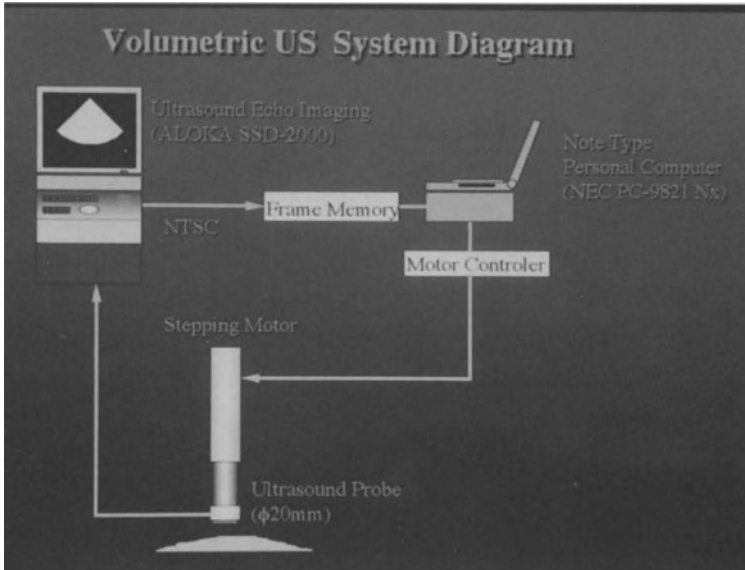 Volumetric US System Diagram
Ultrasound Echo Imaging
(ALOKA SSD-2000)
Note Type
Personal Computer
(NEC PC-9821 Nx)
NTSC
Frame Memory
Motor Controler
Stepping Motor
Ultrasound Probe
(ϕ20mm)